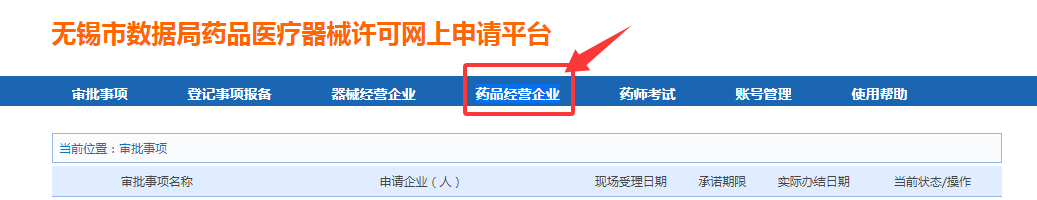 无锡市数据局药品医疗器械许可网上申请平台
审批事项 登记事项报备 器械经营企业 药品经营企业 药师考试 账号管理 使用帮助
当前位置：审批事项
审批事项名称 申请企业（人） 现场受理日期 承诺期限 实际办结日期 当前状态/操作